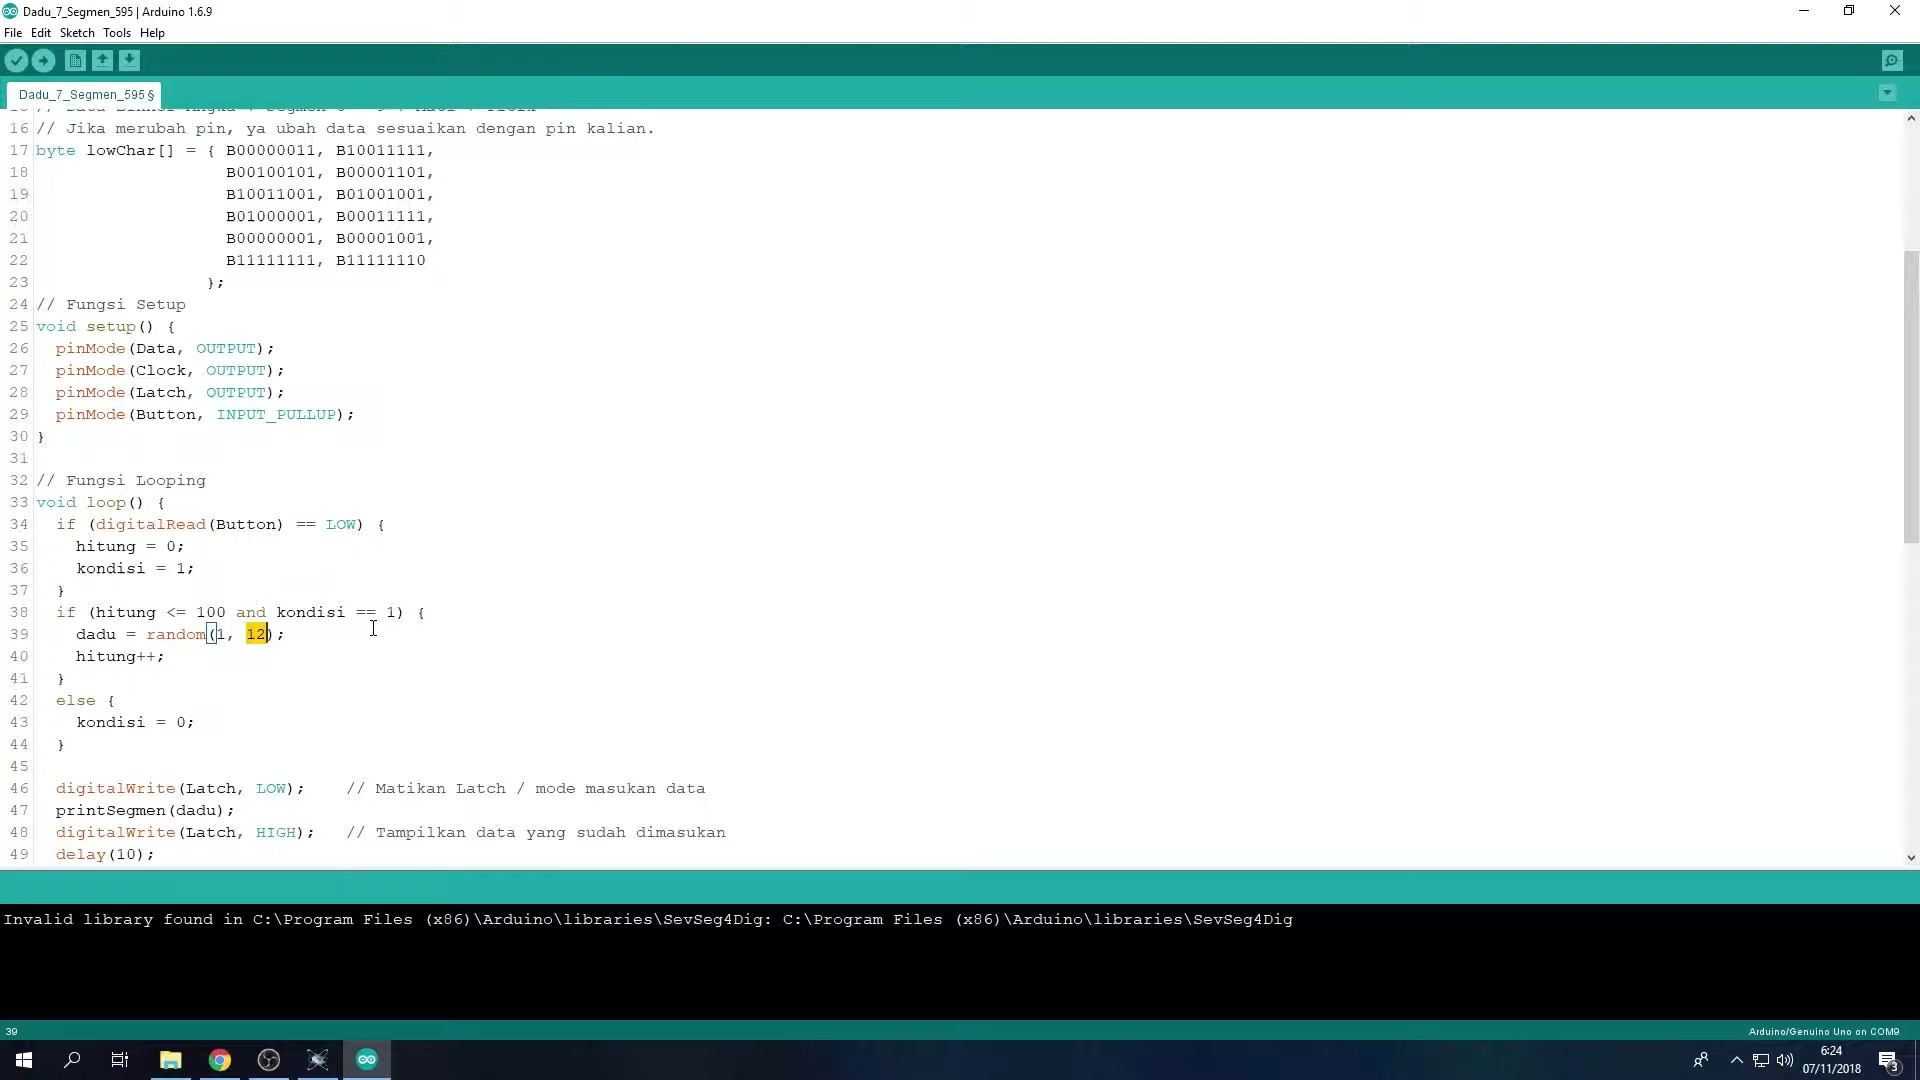 Dadu_7_Segmen_595 | Arduino 1.6.9
File Edit Sketch Tools Help
Dadu_7_Segmen_595 §
16 // Jika merubah pin, ya ubah data sesuaikan dengan pin kalian.
17 byte lowChar[] = { B00000011, B10011111,
18 B00100101, B00001101,
19 B10011001, B01001001,
20 B01000001, B00011111,
21 B00000001, B00001001,
22 B11111111, B11111110
23 };
24 // Fungsi Setup
25 void setup() {
26 pinMode(Data, OUTPUT);
27 pinMode(Clock, OUTPUT);
28 pinMode(Latch, OUTPUT);
29 pinMode(Button, INPUT_PULLUP);
30 }
31
32 // Fungsi Looping
33 void loop() {
34 if (digitalRead(Button) == LOW) {
35 hitung = 0;
36 kondisi = 1;
37 }
38 if (hitung <= 100 and kondisi == 1) {
39 dadu = random(1, 12);
40 hitung++;
41 }
42 else {
43 kondisi = 0;
44 }
45
46 digitalWrite(Latch, LOW); // Matikan Latch / mode masukan data
47 printSegmen(dadu);
48 digitalWrite(Latch, HIGH); // Tampilkan data yang sudah dimasukan
49 delay(10);
Invalid library found in C:\Program Files (x86)\Arduino\libraries\SevSeg4Dig: C:\Program Files (x86)\Arduino\libraries\SevSeg4Dig
39
Arduino/Genuino Uno on COM9
6:24
07/11/2018
3